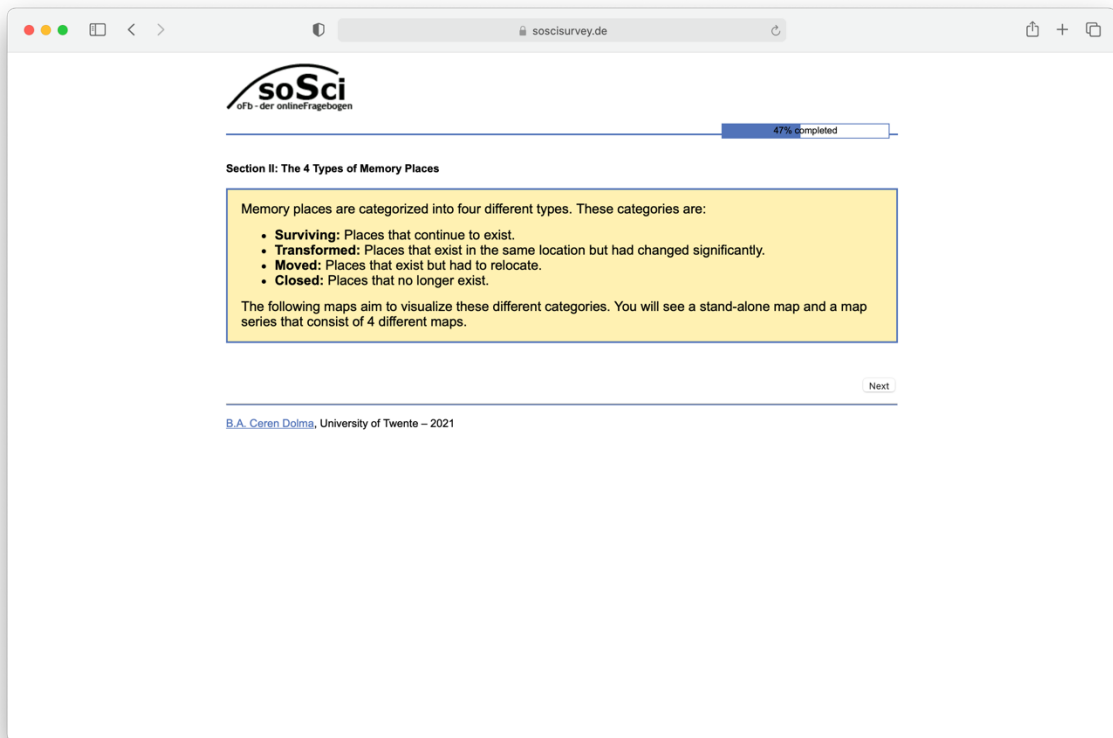 soscisurvey.de
soSci
oFb - der onlineFragebogen
47% completed
Section II: The 4 Types of Memory Places
Memory places are categorized into four different types. These categories are:
• Surviving: Places that continue to exist.
• Transformed: Places that exist in the same location but had changed significantly.
• Moved: Places that exist but had to relocate.
• Closed: Places that no longer exist.
The following maps aim to visualize these different categories. You will see a stand-alone map and a map
series that consist of 4 different maps.
Next
B.A. Ceren Dolma, University of Twente – 2021